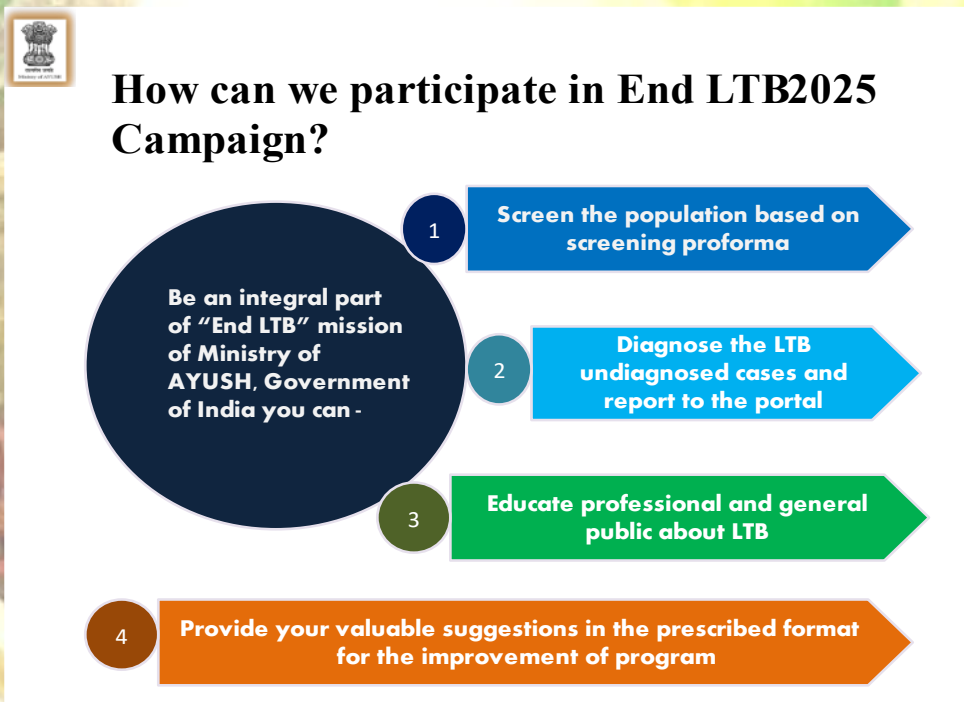 Ministry of AYUSH
How can we participate in End LTB2025
Campaign?
Be an integral part
of “End LTB” mission
of Ministry of
AYUSH, Government
of India you can -
1
Screen the population based on
screening proforma
2
Diagnose the LTB
undiagnosed cases and
report to the portal
3
Educate professional and general
public about LTB
4
Provide your valuable suggestions in the prescribed format
for the improvement of program